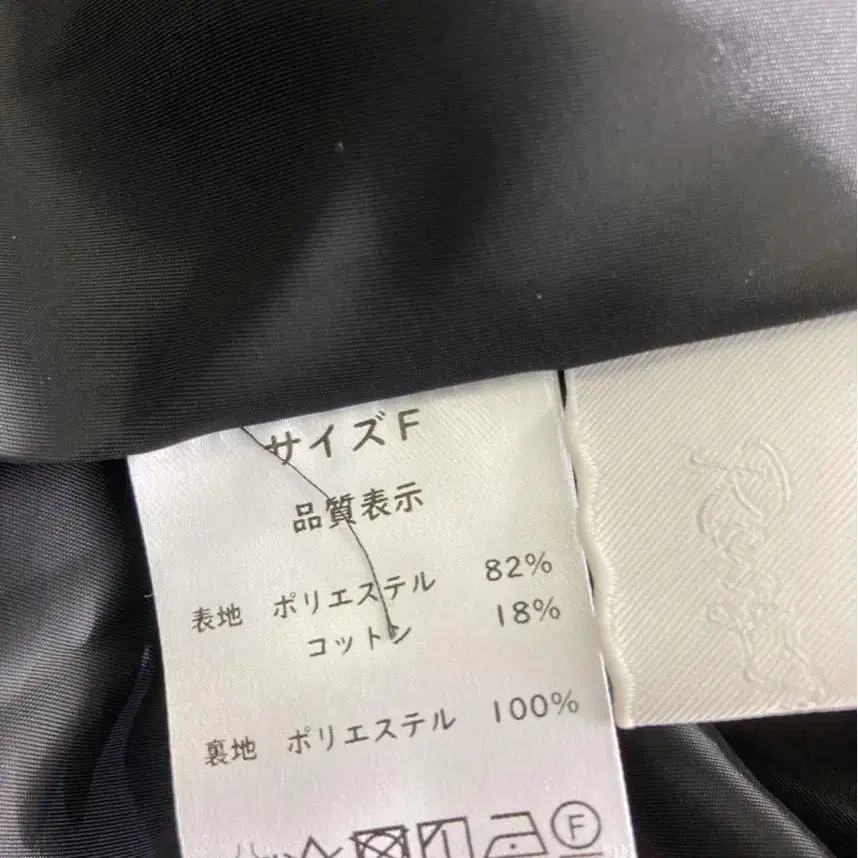 サイズF
品質表示
表地 ポリエステル 82%
コットン 18%
裏地 ポリエステル 100%
F